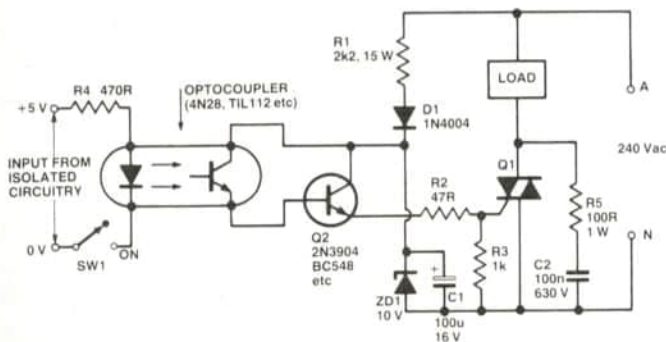 R1
2k2, 15 W
R4 470R
OPTOCOUPLER
(4N28, TIL112 etc)
+5 V
D1
1N4004
LOAD
A
240 Vac
INPUT FROM
ISOLATED
CIRCUITRY
Q1
R2
47R
R5
100R
1 W
0 V
SW1
ON
Q2
2N3904
BC548
etc
R3
1k
N
C2
100n
630 V
ZD1
10 V
+
C1
100u
16 V